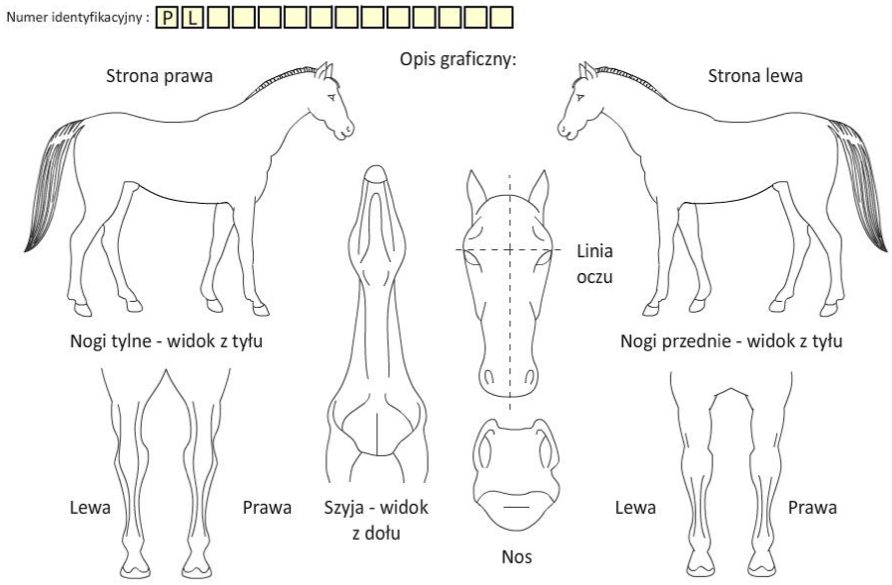 Numer identyfikacyjny : P L
Opis graficzny:
Strona prawa
Strona lewa
Linia
oczu
Nogi tylne - widok z tyłu
Nogi przednie - widok z tyłu
Lewa
Prawa
Szyja - widok
z dołu
Nos
Lewa
Prawa